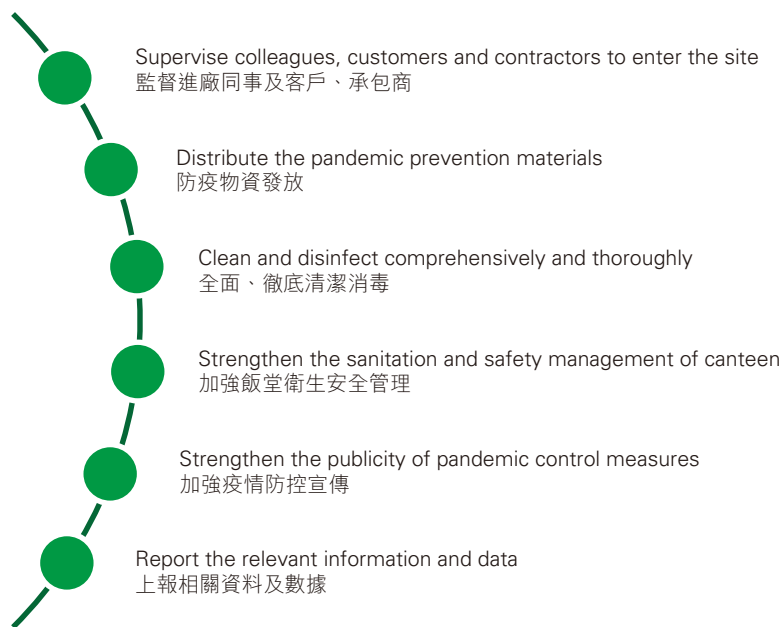 Supervise colleagues, customers and contractors to enter the site
監督進廠同事及客戶、承包商
Distribute the pandemic prevention materials
防疫物資發放
Clean and disinfect comprehensively and thoroughly
全面、徹底清潔消毒
Strengthen the sanitation and safety management of canteen
加強飯堂衛生安全管理
Strengthen the publicity of pandemic control measures
加強疫情防控宣傳
Report the relevant information and data
上報相關資料及數據